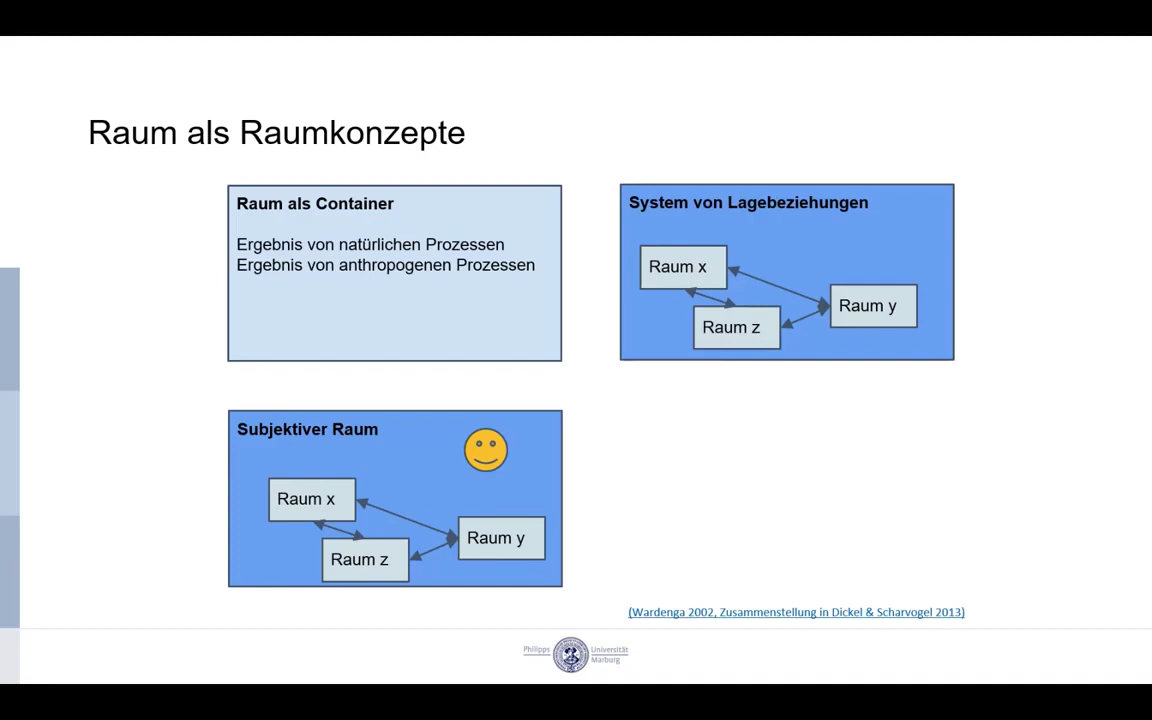 Raum als Raumkonzepte
Raum als Container
Ergebnis von natürlichen Prozessen
Ergebnis von anthropogenen Prozessen
System von Lagebeziehungen
Raum x
Raum y
Raum z
Subjektiver Raum
Raum x
Raum y
Raum z
(Wardenga 2002, Zusammenstellung in Dickel & Scharvogel 2013)
Philipps Universität
Marburg